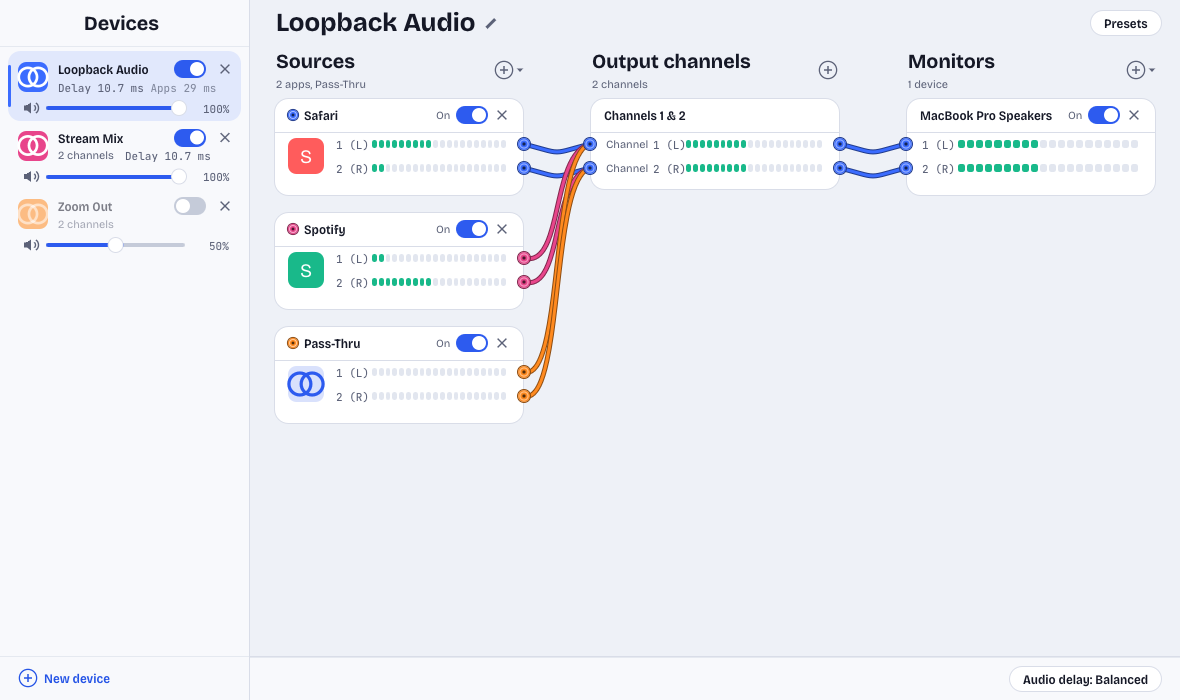 Devices
Loopback Audio
Delay 10.7 ms Apps 29 ms
100%
Stream Mix
2 channels Delay 10.7 ms
100%
Zoom Out
2 channels
50%
New device
Loopback Audio
Presets
Sources
2 apps, Pass-Thru
Safari On
S
1 (L)
2 (R)
Spotify On
S
1 (L)
2 (R)
Pass-Thru On
1 (L)
2 (R)
Output channels
2 channels
Channels 1 & 2
Channel 1 (L)
Channel 2 (R)
Monitors
1 device
MacBook Pro Speakers On
1 (L)
2 (R)
Audio delay: Balanced